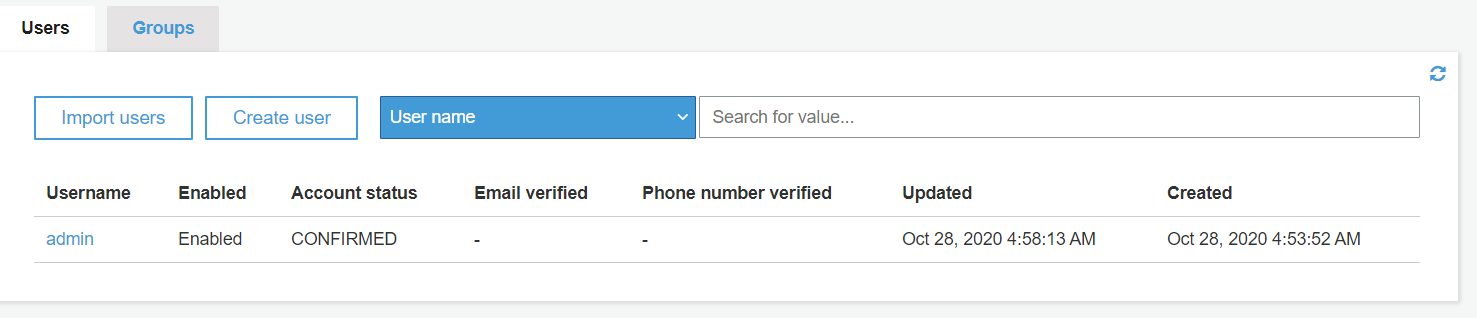 Users Groups
Import users Create user User name Search for value...
Username Enabled Account status Email verified Phone number verified Updated Created
admin Enabled CONFIRMED - - Oct 28, 2020 4:58:13 AM Oct 28, 2020 4:53:52 AM